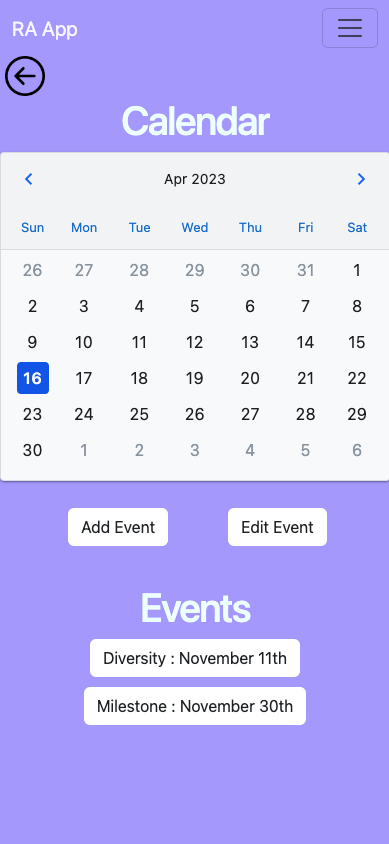 RA App
Calendar
Apr 2023
Sun Mon Tue Wed Thu Fri Sat
26 27 28 29 30 31 1
2 3 4 5 6 7 8
9 10 11 12 13 14 15
16 17 18 19 20 21 22
23 24 25 26 27 28 29
30 1 2 3 4 5 6
Add Event Edit Event
Events
Diversity : November 11th
Milestone : November 30th